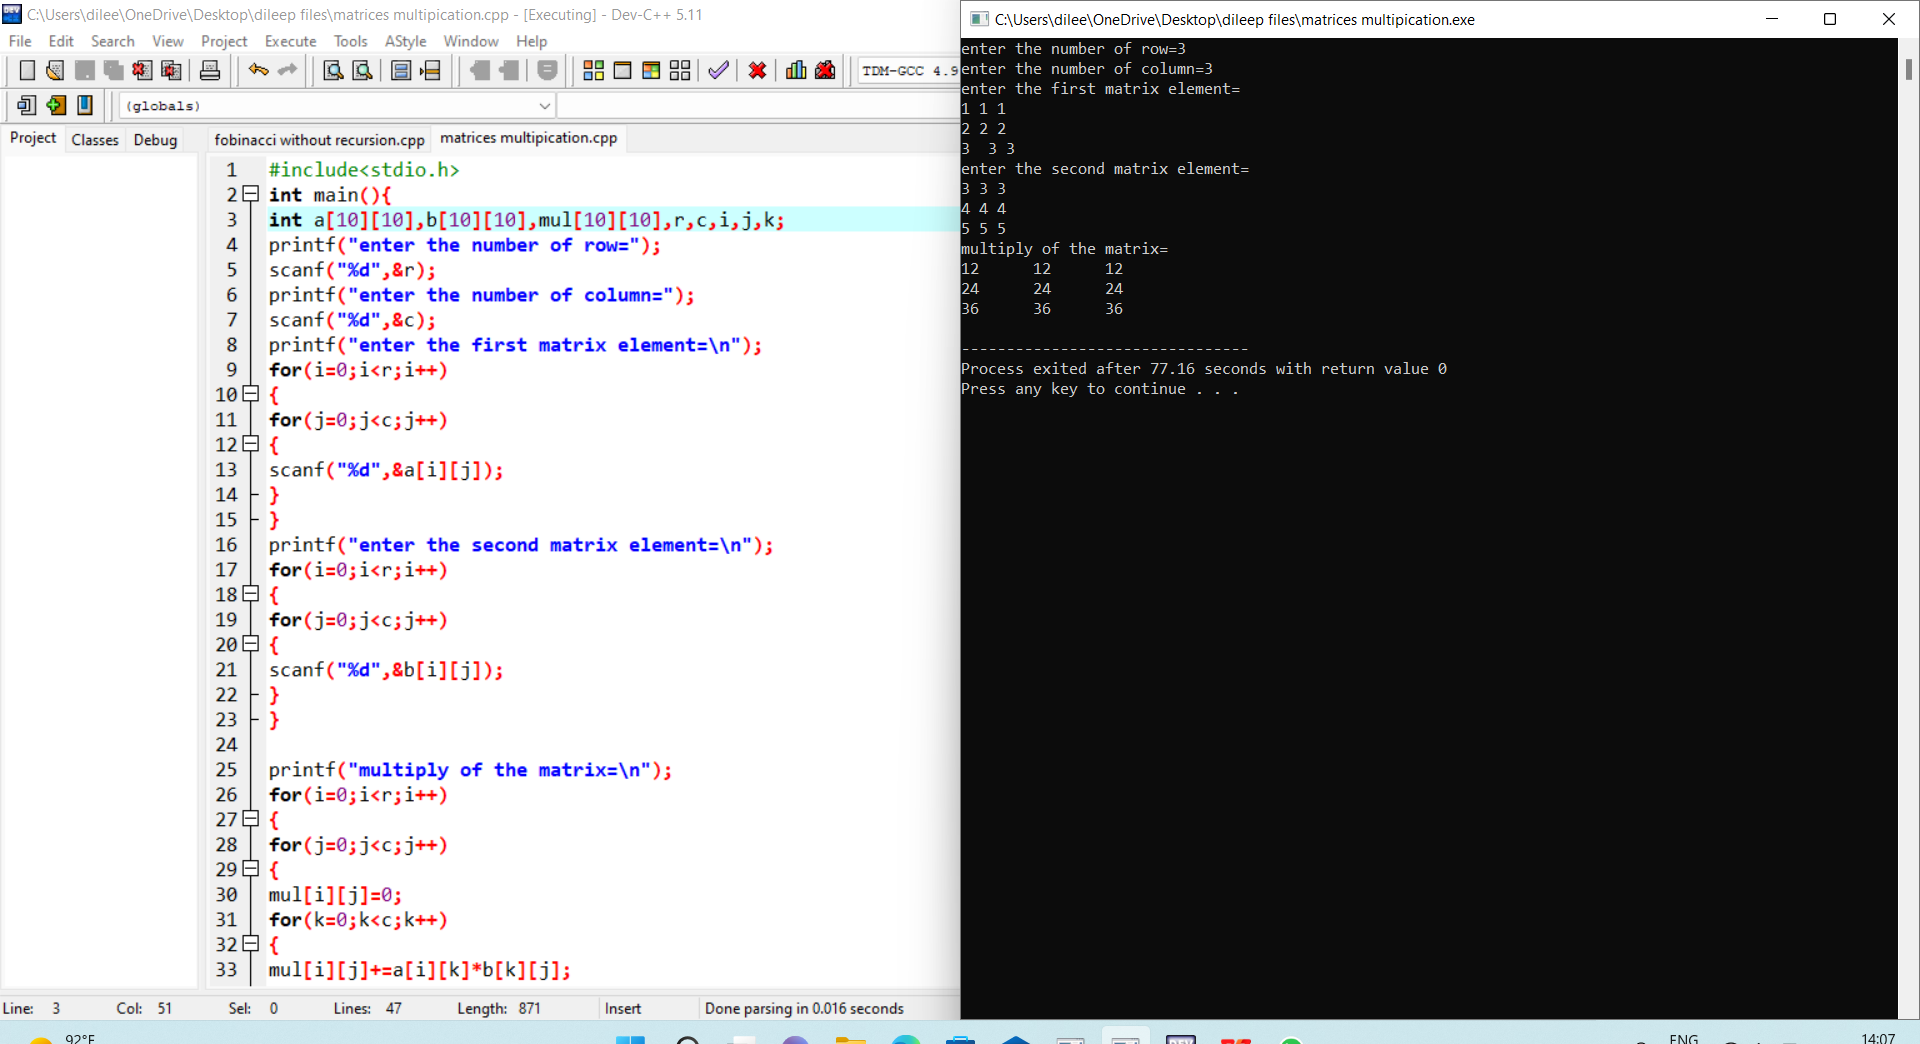 C:\Users\dilee\OneDrive\Desktop\dileep files\matrices multipication.cpp - [Executing] - Dev-C++ 5.11
File Edit Search View Project Execute Tools AStyle Window Help
TDM-GCC 4.9
(globals)
Project Classes Debug
fobinacci without recursion.cpp matrices multipication.cpp
1 #include<stdio.h>
2 int main(){
3 int a[10][10],b[10][10],mul[10][10],r,c,i,j,k;
4 printf("enter the number of row=");
5 scanf("%d",&r);
6 printf("enter the number of column=");
7 scanf("%d",&c);
8 printf("enter the first matrix element=\n");
9 for(i=0;i<r;i++)
10 {
11 for(j=0;j<c;j++)
12 {
13 scanf("%d",&a[i][j]);
14 }
15 }
16 printf("enter the second matrix element=\n");
17 for(i=0;i<r;i++)
18 {
19 for(j=0;j<c;j++)
20 {
21 scanf("%d",&b[i][j]);
22 }
23 }
24
25 printf("multiply of the matrix=\n");
26 for(i=0;i<r;i++)
27 {
28 for(j=0;j<c;j++)
29 {
30 mul[i][j]=0;
31 for(k=0;k<c;k++)
32 {
33 mul[i][j]+=a[i][k]*b[k][j];
Line: 3 Col: 51 Sel: 0 Lines: 47 Length: 871 Insert Done parsing in 0.016 seconds
C:\Users\dilee\OneDrive\Desktop\dileep files\matrices multipication.exe
enter the number of row=3
enter the number of column=3
enter the first matrix element=
1 1 1
2 2 2
3  3 3
enter the second matrix element=
3 3 3
4 4 4
5 5 5
multiply of the matrix=
12 12 12
24 24 24
36 36 36
--------------------------------
Process exited after 77.16 seconds with return value 0
Press any key to continue . . .
92°F
DEV
ENG
14:07